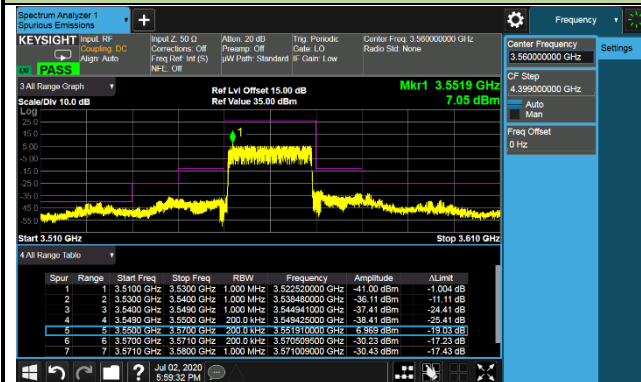 Spectrum Analyzer 1
Spurious Emissions
Frequency
KEYSIGHT
Input: RF
Coupling: DC
Align: Auto
Input Z: 50 Ω
Corrections: Off
Freq Ref: Int (S)
NFE: Off
Atten: 20 dB
Preamp: Off
µW Path: Standard
Trig: Periodic
Gate: LO
IF Gain: Low
Center Freq: 3.560000000 GHz
Radio Std: None
PASS
Center Frequency
3.560000000 GHz
Settings
CF Step
4.399000000 GHz
Auto
Man
Freq Offset
0 Hz
3 All Range Graph
Scale/Div 10.0 dB
Ref Lvl Offset 15.00 dB
Ref Value 35.00 dBm
Mkr1 3.5519 GHz
7.05 dBm
Log
25.0
15.0
5.00
-5.00
-15.0
-25.0
-35.0
-45.0
-55.0
1
Start 3.510 GHz
Stop 3.610 GHz
4 All Range Table
Spur Range Start Freq Stop Freq RBW Frequency Amplitude ΔLimit
1 1 3.5100 GHz 3.5300 GHz 1.000 MHz 3.522520000 GHz -41.00 dBm -1.004 dB
2 2 3.5300 GHz 3.5400 GHz 1.000 MHz 3.538480000 GHz -36.11 dBm -11.11 dB
3 3 3.5400 GHz 3.5490 GHz 1.000 MHz 3.544941000 GHz -37.41 dBm -24.41 dB
4 4 3.5490 GHz 3.5500 GHz 200.0 kHz 3.549425000 GHz -38.41 dBm -25.41 dB
5 5 3.5500 GHz 3.5700 GHz 200.0 kHz 3.551910000 GHz 6.969 dBm -19.03 dB
6 6 3.5700 GHz 3.5710 GHz 200.0 kHz 3.570509500 GHz -30.23 dBm -17.23 dB
7 7 3.5710 GHz 3.5800 GHz 1.000 MHz 3.571009000 GHz -30.43 dBm -17.43 dB
Jul 02, 2020
5:59:32 PM